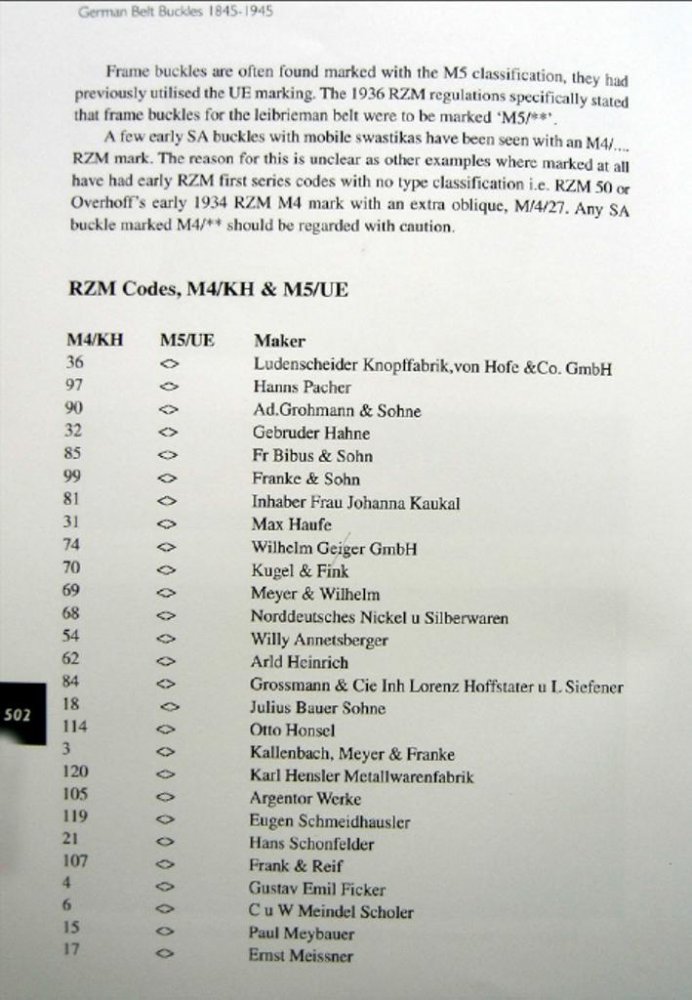 German Belt Buckles 1845-1945
Frame buckles are often found marked with the M5 classification, they had
previously utilised the UE marking. The 1936 RZM regulations specifically stated
that frame buckles for the leibrieman belt were to be marked 'M5/**'.
A few early SA buckles with mobile swastikas have been seen with an M4/....
RZM mark. The reason for this is unclear as other examples where marked at all
have had early RZM first series codes with no type classification i.e. RZM 50 or
Overhoff's early 1934 RZM M4 mark with an extra oblique, M/4/27. Any SA
buckle marked M4/** should be regarded with caution.
RZM Codes, M4/KH & M5/UE
M4/KH M5/UE Maker
36 <> Ludenscheider Knopffabrik,von Hofe &Co. GmbH
97 <> Hanns Pacher
90 <> Ad.Grohmann & Sohne
32 <> Gebruder Hahne
85 <> Fr Bibus & Sohn
99 <> Franke & Sohn
81 <> Inhaber Frau Johanna Kaukal
31 <> Max Haufe
74 <> Wilhelm Geiger GmbH
70 <> Kugel & Fink
69 <> Meyer & Wilhelm
68 <> Norddeutsches Nickel u Silberwaren
54 <> Willy Annetsberger
62 <> Arld Heinrich
84 <> Grossmann & Cie Inh Lorenz Hoffstater u L Siefener
18 <> Julius Bauer Sohne
502
114 <> Otto Honsel
3 <> Kallenbach, Meyer & Franke
120 <> Karl Hensler Metallwarenfabrik
105 <> Argentor Werke
119 <> Eugen Schmeidhausler
21 <> Hans Schonfelder
107 <> Frank & Reif
4 <> Gustav Emil Ficker
6 <> C u W Meindel Scholer
15 <> Paul Meybauer
17 <> Ernst Meissner